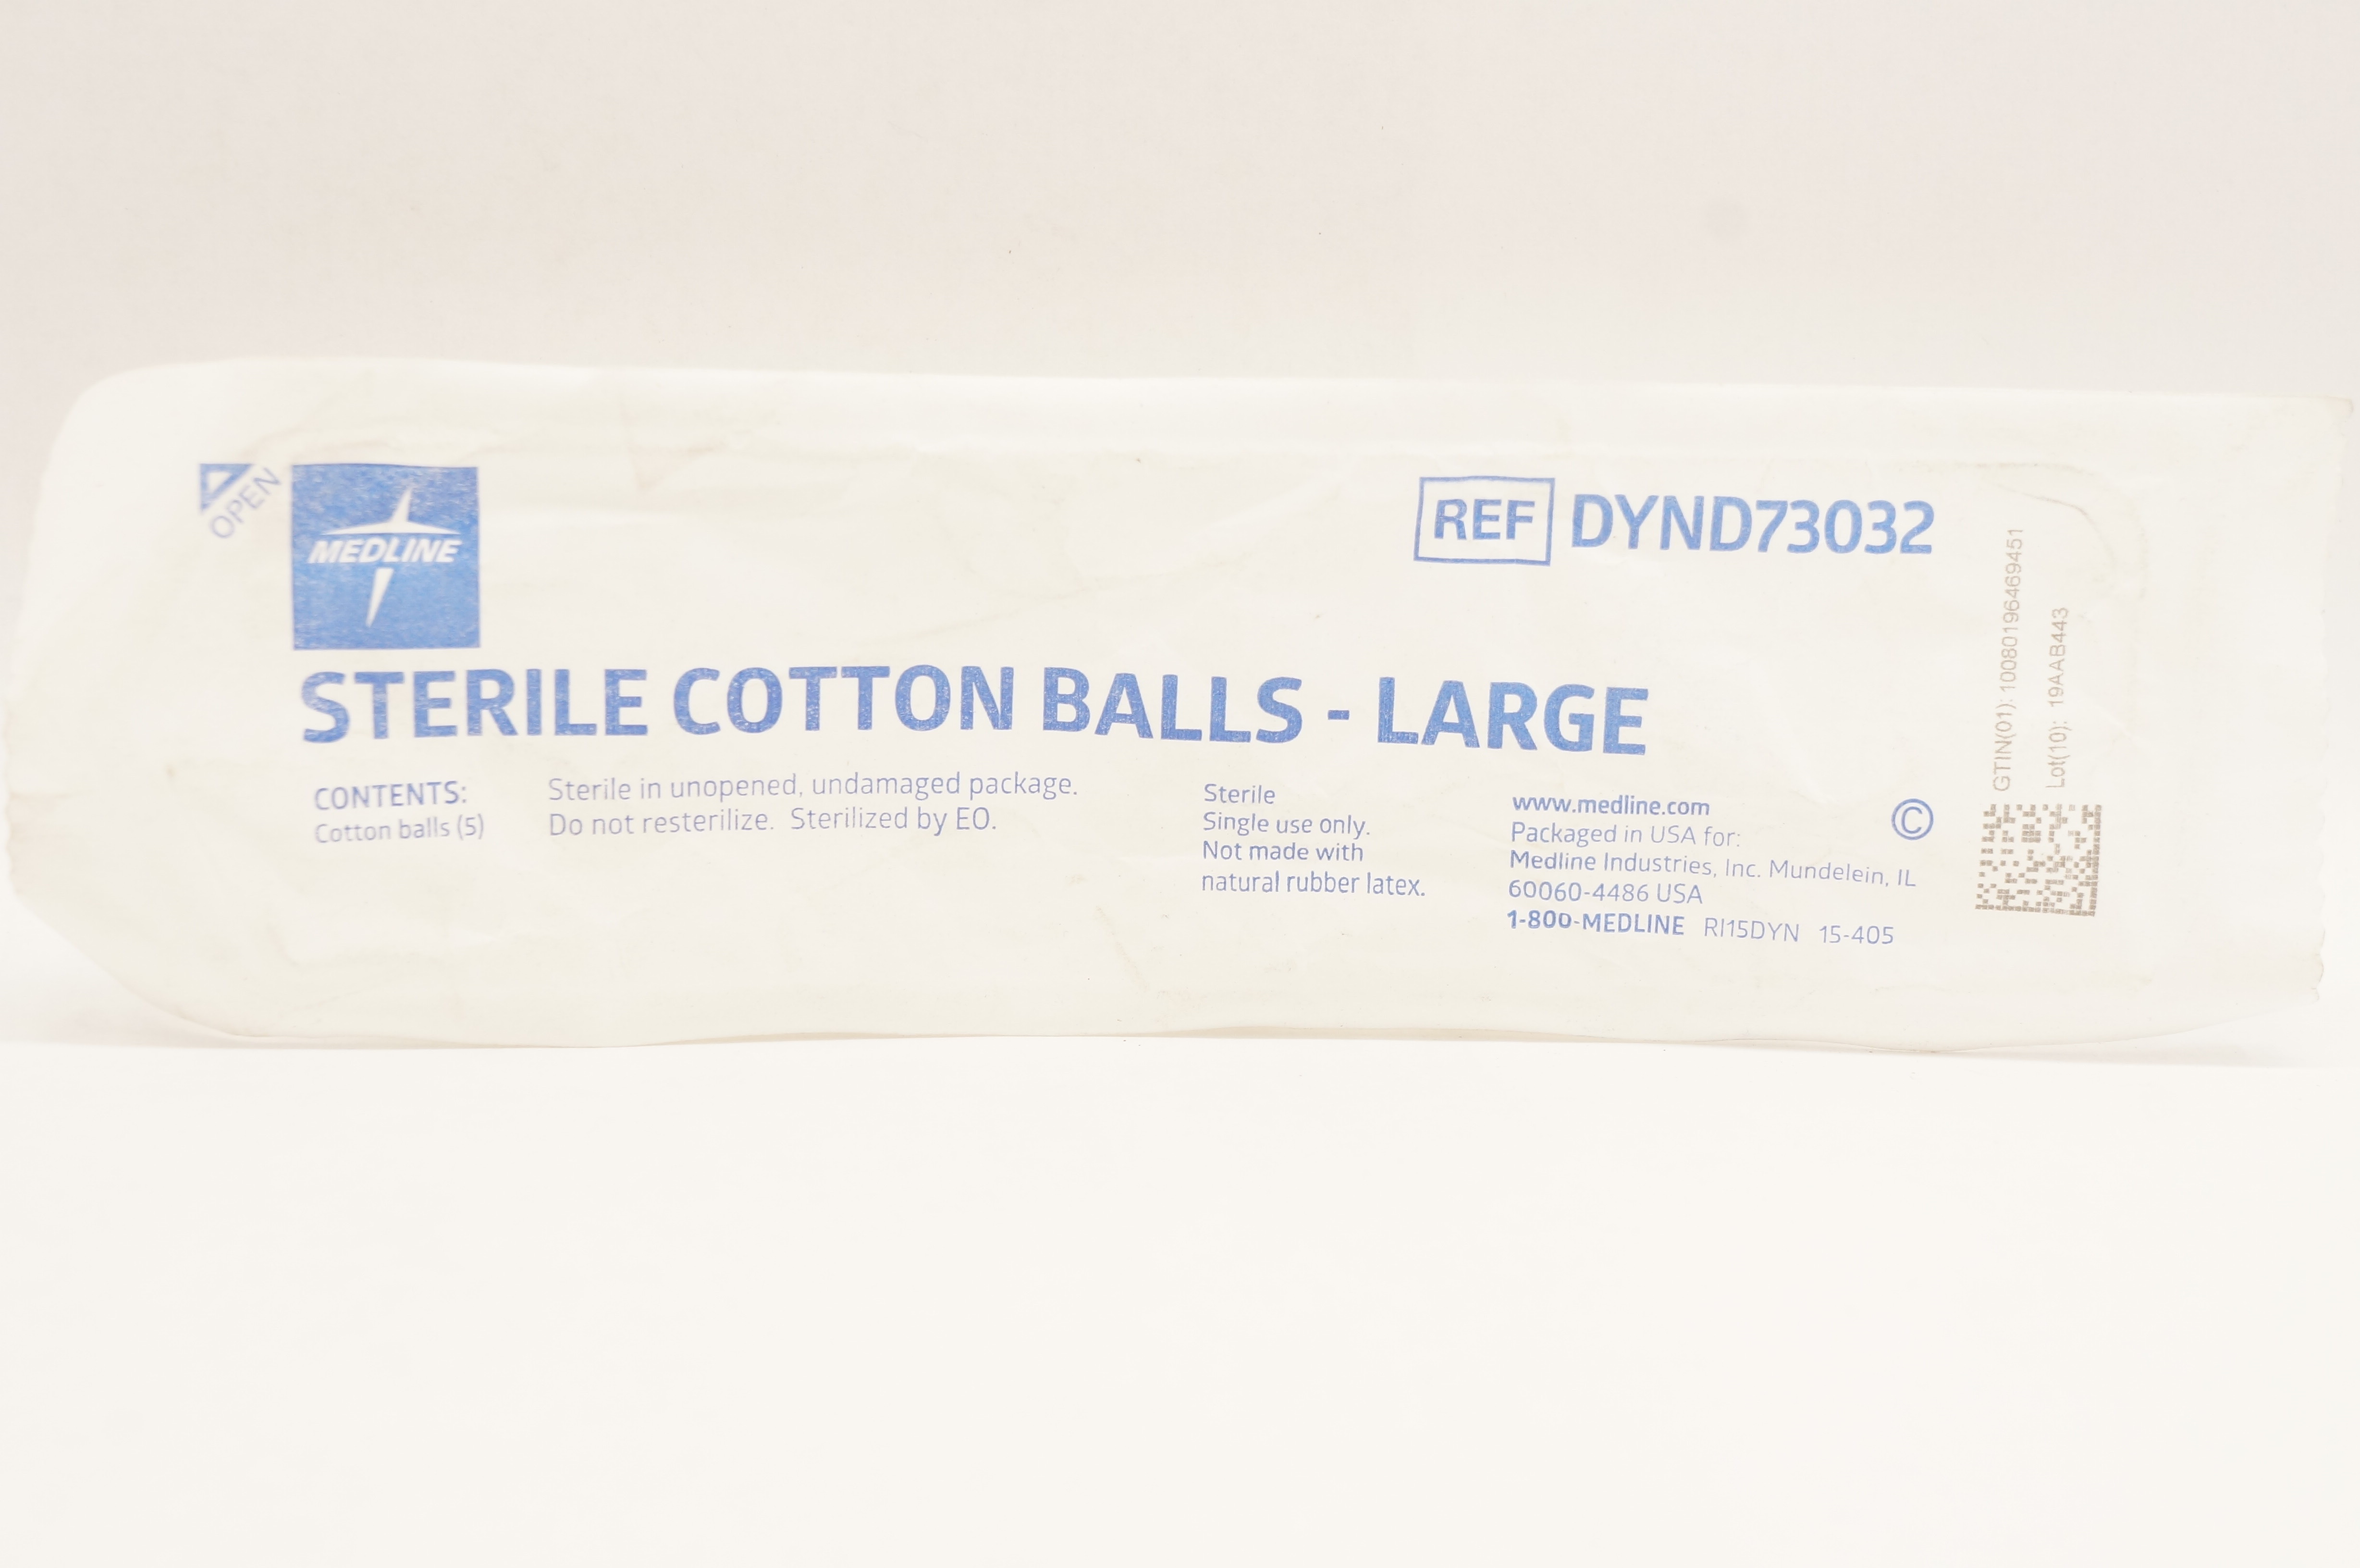 OPEN
MEDLINE
REF DYND73032
STERILE COTTON BALLS - LARGE
CONTENTS:
Cotton balls (5)
Sterile in unopened, undamaged package.
Do not resterilize. Sterilized by EO.
Sterile
Single use only.
Not made with
natural rubber latex.
www.medline.com
Packaged in USA for:
Medline Industries, Inc. Mundelein, IL
60060-4486 USA
1-800-MEDLINE RI15DYN 15-405
©
GTIN(01): 10080196469451
Lot(10): 19AAB443